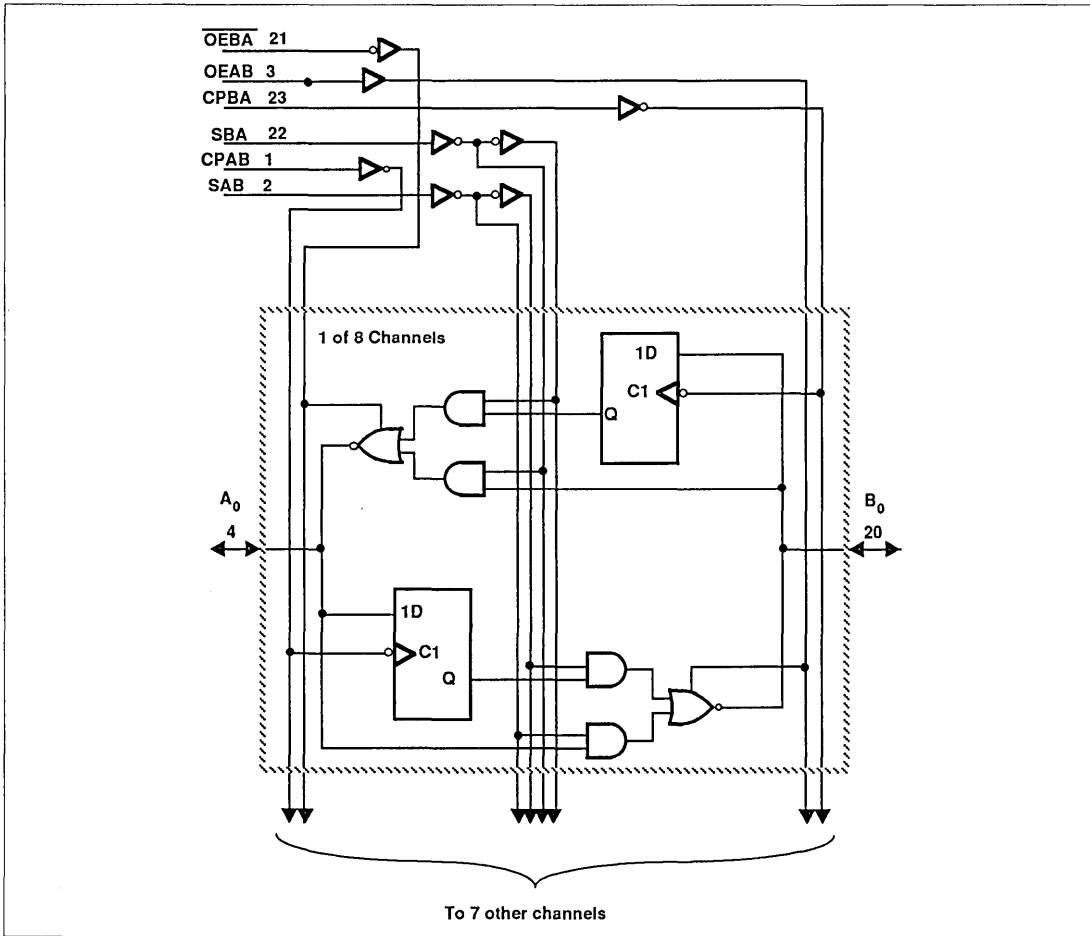 OEBA 21
OEAB 3
CPBA 23
SBA 22
CPAB 1
SAB 2
1 of 8 Channels
1D
C1
Q
A0
4
B0
20
1D
C1
Q
To 7 other channels